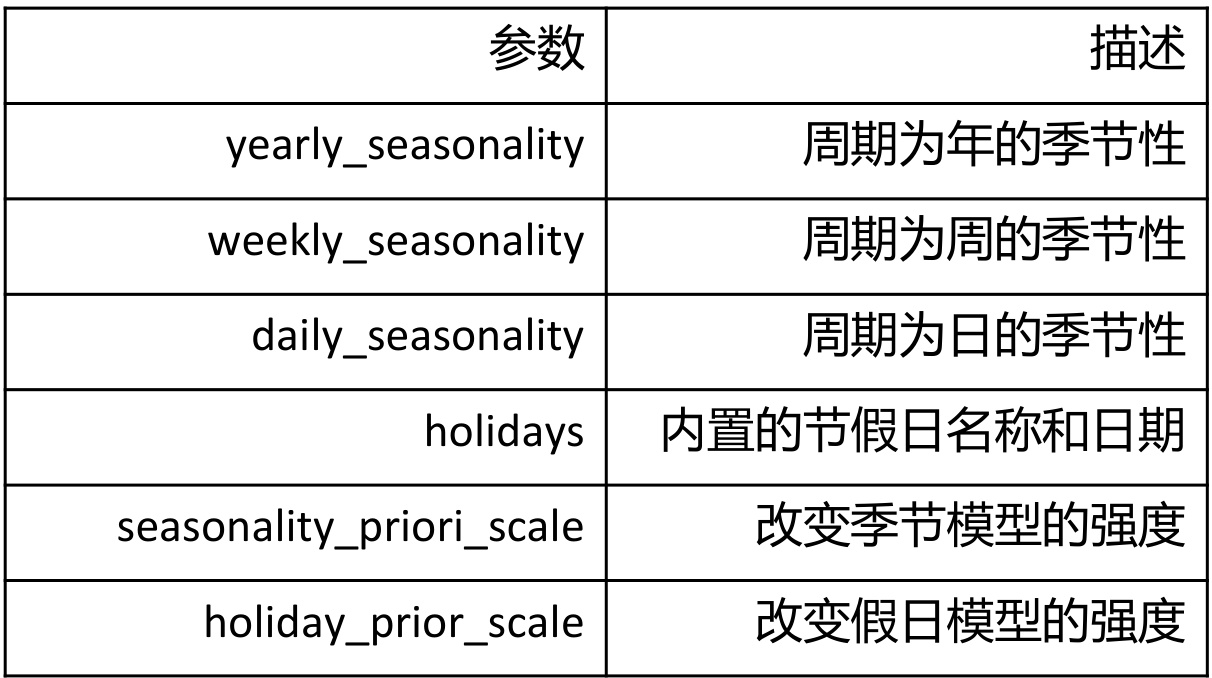 参数 描述
yearly_seasonality 周期为年的季节性
weekly_seasonality 周期为周的季节性
daily_seasonality 周期为日的季节性
holidays 内置的节假日名称和日期
seasonality_priori_scale 改变季节模型的强度
holiday_prior_scale 改变假日模型的强度